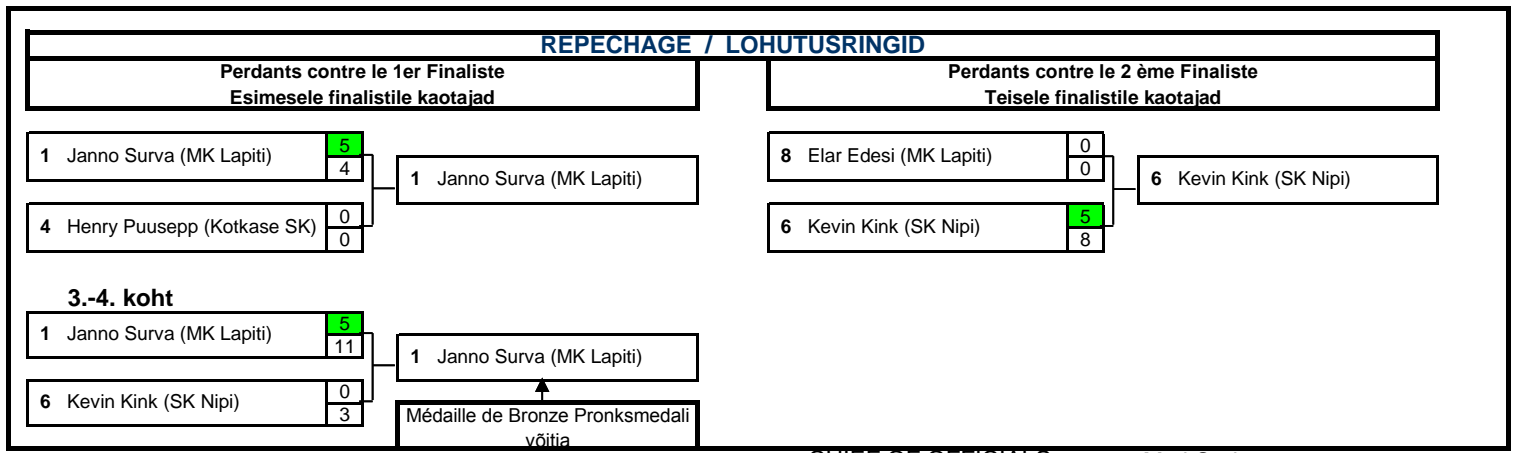 REPECHAGE / LOHUTUSRINGID
Perdants contre le 1er Finaliste
Esimesele finalistile kaotajad
Perdants contre le 2 ème Finaliste
Teisele finalistile kaotajad
1 Janno Surva (MK Lapiti) 5
4
1 Janno Surva (MK Lapiti)
4 Henry Puusepp (Kotkase SK) 0
0
8 Elar Edesi (MK Lapiti) 0
0
6 Kevin Kink (SK Nipi)
6 Kevin Kink (SK Nipi) 5
8
3.-4. koht
1 Janno Surva (MK Lapiti) 5
11
1 Janno Surva (MK Lapiti)
6 Kevin Kink (SK Nipi) 0
3
Médaille de Bronze Pronksmedali
võitja